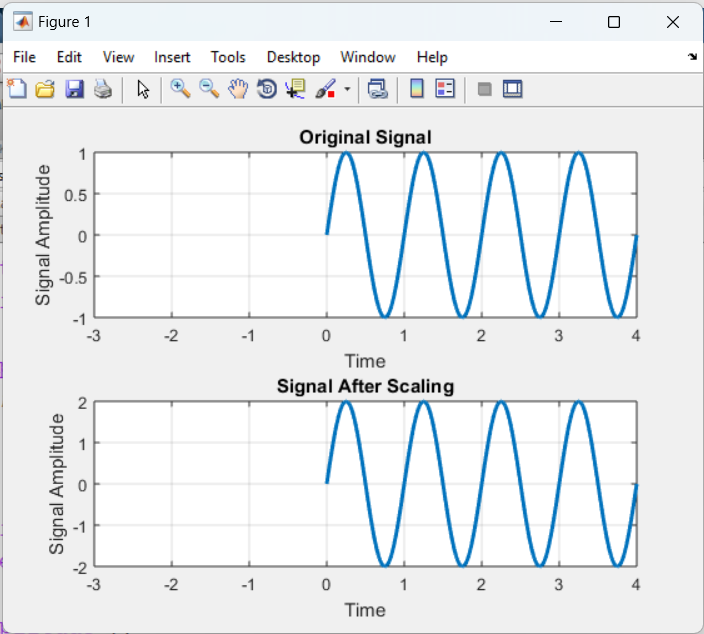 Figure 1
File Edit View Insert Tools Desktop Window Help
Original Signal
Signal Amplitude
1
0.5
0
-0.5
-1
-3 -2 -1 0 1 2 3 4
Time
Signal After Scaling
Signal Amplitude
2
1
0
-1
-2
-3 -2 -1 0 1 2 3 4
Time